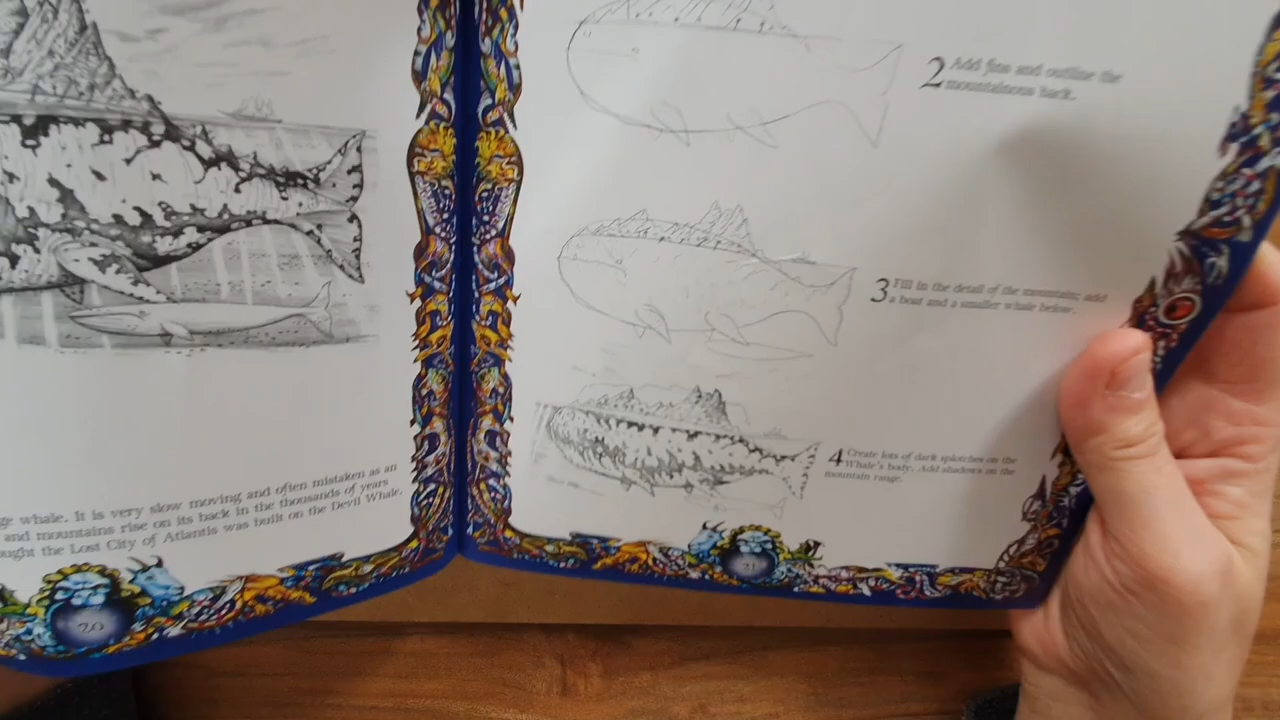 ge whale. It is very slow moving and often mistaken as an
and mountains rise on its back in the thousands of years
ught the Lost City of Atlantis was built on the Devil Whale.
20
2 Add fins and outline the
mountainous back.
3 Fill in the detail of the mountain; add
a boat and a smaller whale below.
4 Create lots of dark splotches on the
Whale's body. Add shadows on the
mountain range.
21